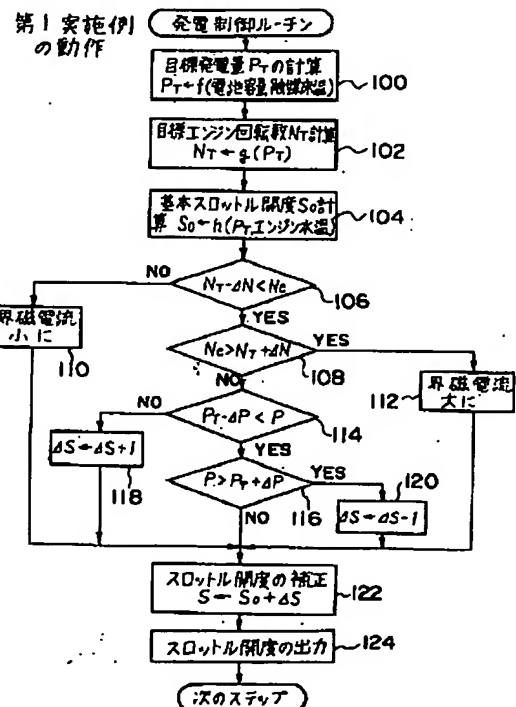 第1実施例
の動作
発電制御ルーチン
目標発電量PTの計算
PT←f(電池容量,触媒水温)
100
目標エンジン回転数NT計算
NT←g(PT)
102
基本スロットル開度S0計
算 S0←h(PT,エンジン水温)
104
NT-ΔN<Ne
NO
106
YES
界磁電流
小に
110
Ne>NT+ΔN
YES
108
NO
112
界磁電流
大に
PT-ΔP<P
NO
114
YES
ΔS←ΔS+1
118
P>PT+ΔP
YES
116
NO
120
ΔS←ΔS-1
スロットル開度の補正
S←S0+ΔS
122
スロットル開度の出力
124
次のステップ